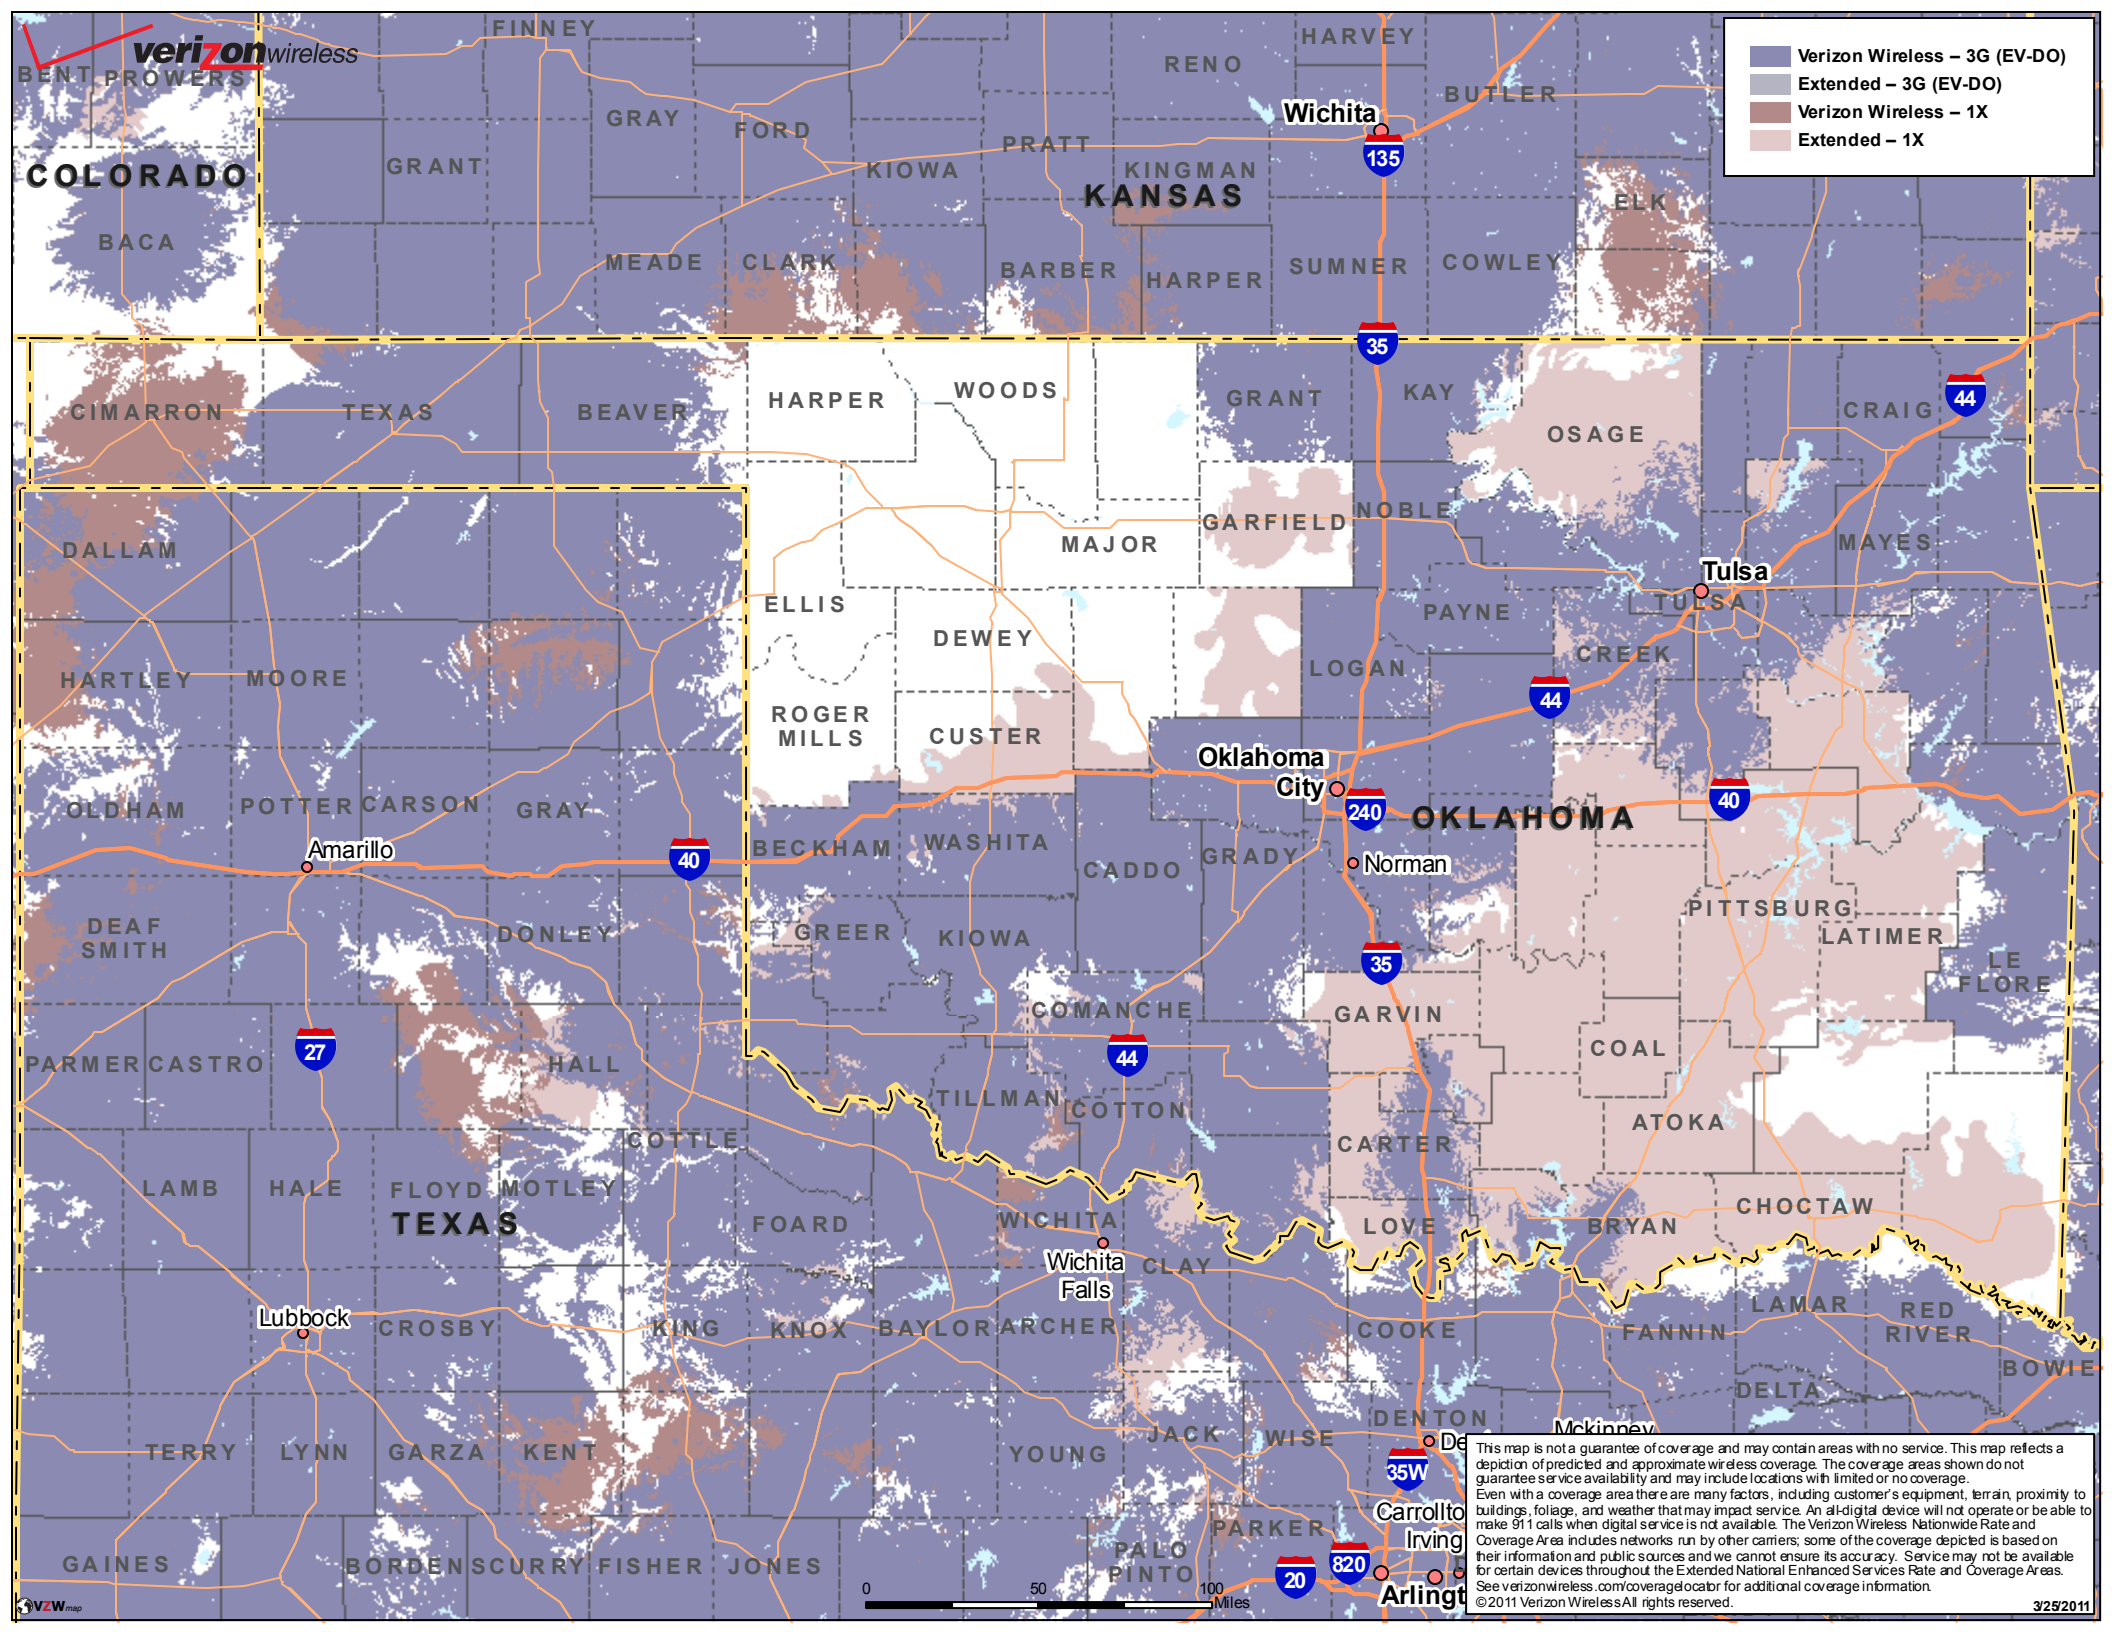 verizonwireless
FINNEY
HARVEY
BENT
PROWERS
RENO
BUTLER
Verizon Wireless – 3G (EV-DO)
Extended – 3G (EV-DO)
Verizon Wireless – 1X
Extended – 1X
GRAY
FORD
Wichita
PRATT
135
COLORADO
GRANT
KIOWA
KINGMAN
KANSAS
ELK
BACA
MEADE
CLARK
BARBER
HARPER
SUMNER
COWLEY
35
CIMARRON
TEXAS
BEAVER
HARPER
WOODS
GRANT
KAY
OSAGE
CRAIG
44
DALLAM
MAJOR
GARFIELD
NOBLE
MAYES
Tulsa
TULSA
ELLIS
DEWEY
PAYNE
HARTLEY
MOORE
LOGAN
CREEK
44
ROGER
MILLS
CUSTER
Oklahoma
City
OLDHAM
POTTER
CARSON
GRAY
240
OKLAHOMA
40
Amarillo
40
BECKHAM
WASHITA
CADDO
GRADY
Norman
DEAF
SMITH
DONLEY
GREER
KIOWA
PITTSBURG
LATIMER
35
LE
FLORE
COMANCHE
GARVIN
PARMER
CASTRO
27
HALL
44
COAL
TILLMAN
COTTON
ATOKA
COTTLE
CARTER
LAMB
HALE
FLOYD
MOTLEY
TEXAS
FOARD
WICHITA
LOVE
BRYAN
CHOCTAW
Wichita
Falls
CLAY
Lubbock
CROSBY
KING
KNOX
BAYLOR
ARCHER
COOKE
FANNIN
LAMAR
RED
RIVER
BOWIE
DELTA
TERRY
LYNN
GARZA
KENT
YOUNG
JACK
WISE
DENTON
De
Mckinney
35W
Carrollto
Irving
PARKER
820
GAINES
BORDEN
SCURRY
FISHER
JONES
PALO
PINTO
20
Arlingt
0 50 100
Miles
VZWmap
This map is not a guarantee of coverage and may contain areas with no service. This map reflects a
depiction of predicted and approximate wireless coverage. The coverage areas shown do not
guarantee service availability and may include locations with limited or no coverage.
Even with a coverage area there are many factors, including customer's equipment, terrain, proximity to
buildings, foliage, and weather that may impact service. An all-digital device will not operate or be able to
make 911 calls when digital service is not available. The Verizon Wireless Nationwide Rate and
Coverage Area includes networks run by other carriers; some of the coverage depicted is based on
their information and public sources and we cannot ensure its accuracy. Service may not be available
for certain devices throughout the Extended National Enhanced Services Rate and Coverage Areas.
See verizonwireless.com/coveragelocator for additional coverage information.
©2011 Verizon Wireless All rights reserved.
3/25/2011